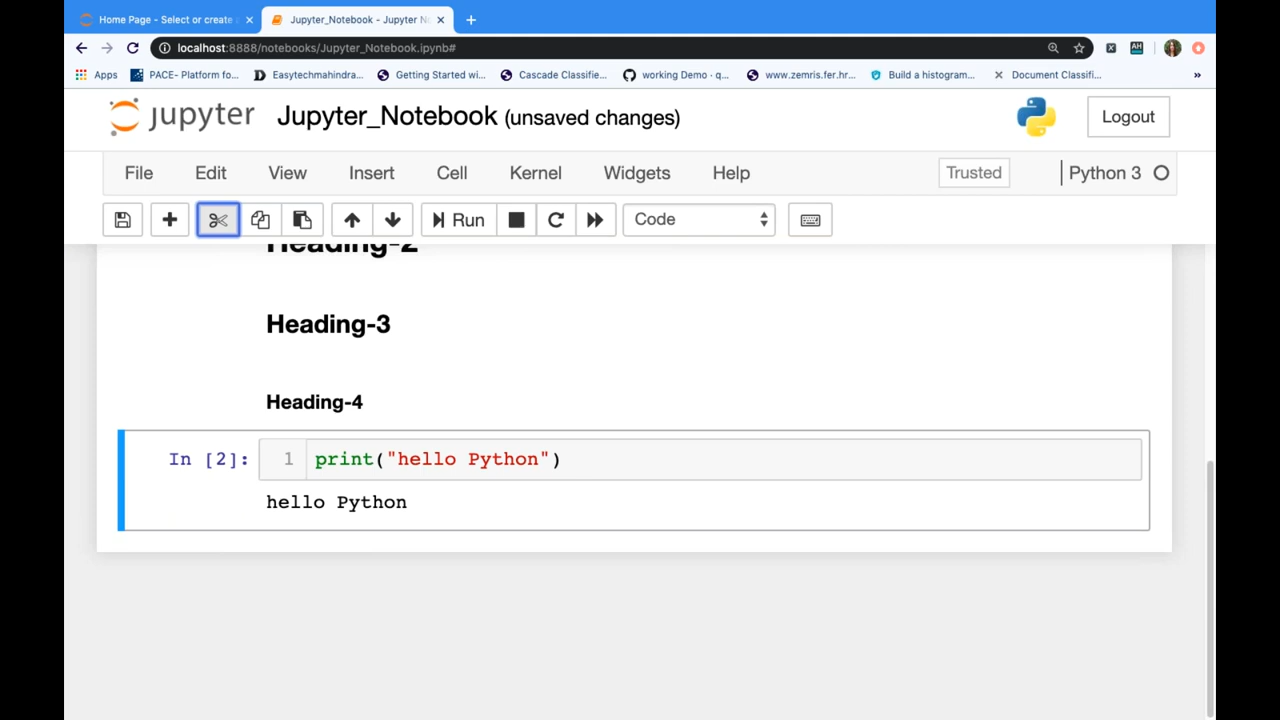 Home Page - Select or create
Jupyter_Notebook - Jupyter N
localhost:8888/notebooks/Jupyter_Notebook.ipynb#
Apps
PACE- Platform fo...
Easytechmahindra...
Getting Started wi...
Cascade Classifie...
working Demo · q...
www.zemris.fer.hr...
Build a histogram...
Document Classifi...
»
jupyter Jupyter_Notebook (unsaved changes)
Logout
File Edit View Insert Cell Kernel Widgets Help
Trusted
Python 3
Run
Code
Heading-2
Heading-3
Heading-4
In [2]: 1 print("hello Python")
hello Python